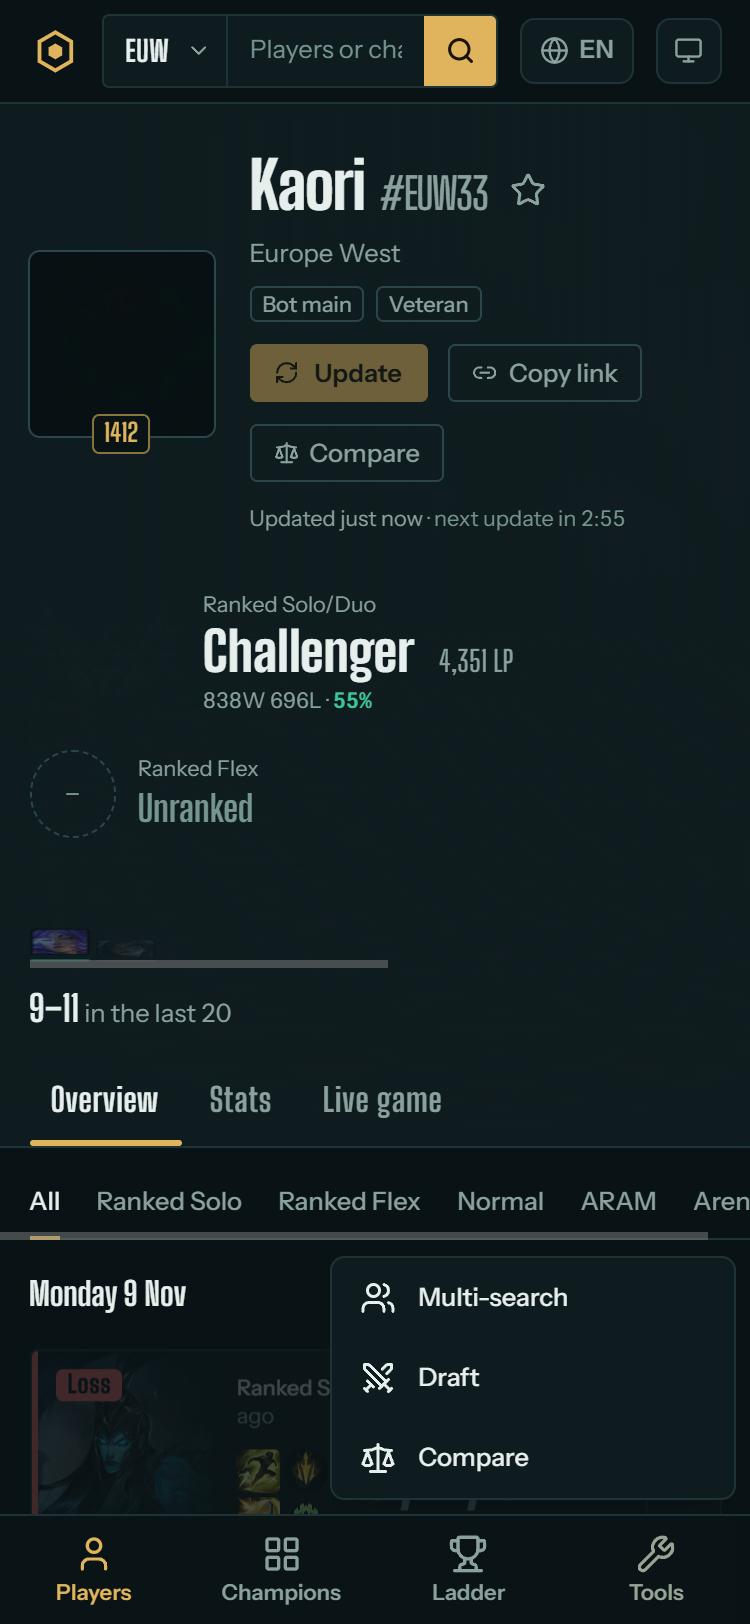 EUW
Players or cha
EN
Kaori #EUW33
Europe West
Bot main
Veteran
Update
Copy link
1412
Compare
Updated just now · next update in 2:55
Ranked Solo/Duo
Challenger 4,351 LP
838W 696L · 55%
Ranked Flex
–
Unranked
9–11 in the last 20
Overview Stats Live game
All Ranked Solo Ranked Flex Normal ARAM Aren
Monday 9 Nov
Multi-search
Draft
Compare
Loss
Ranked S
ago
Players Champions Ladder Tools